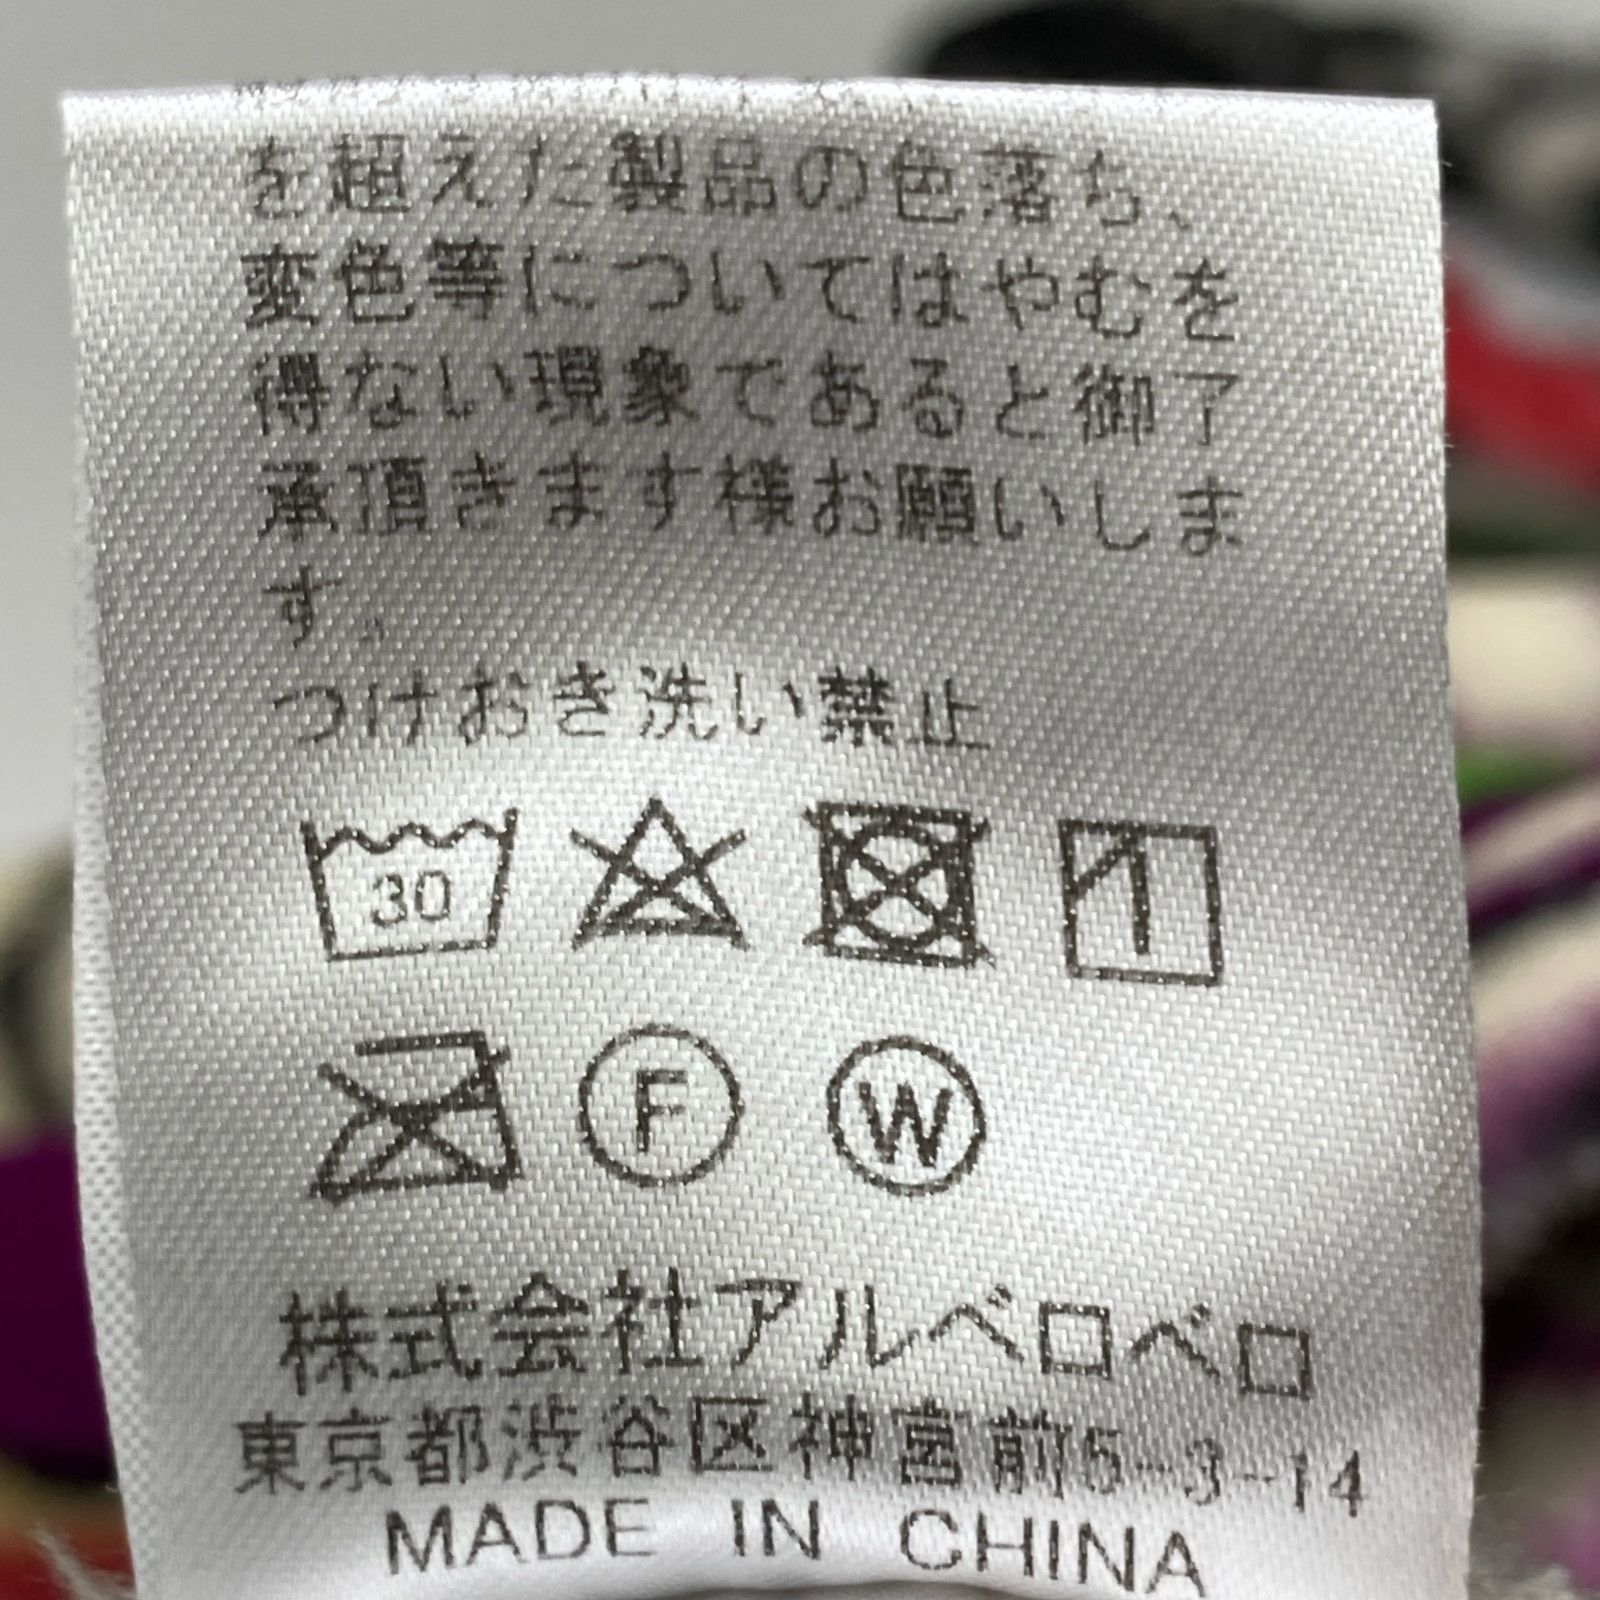 を超えた製品の色落ち、
変色等についてはやむを
得ない現象であると御了
承頂きます様お願いしま
す。
つけおき洗い禁止
30
F W
株式会社アルベロベロ
東京都渋谷区神宮前5-3-14
MADE IN CHINA